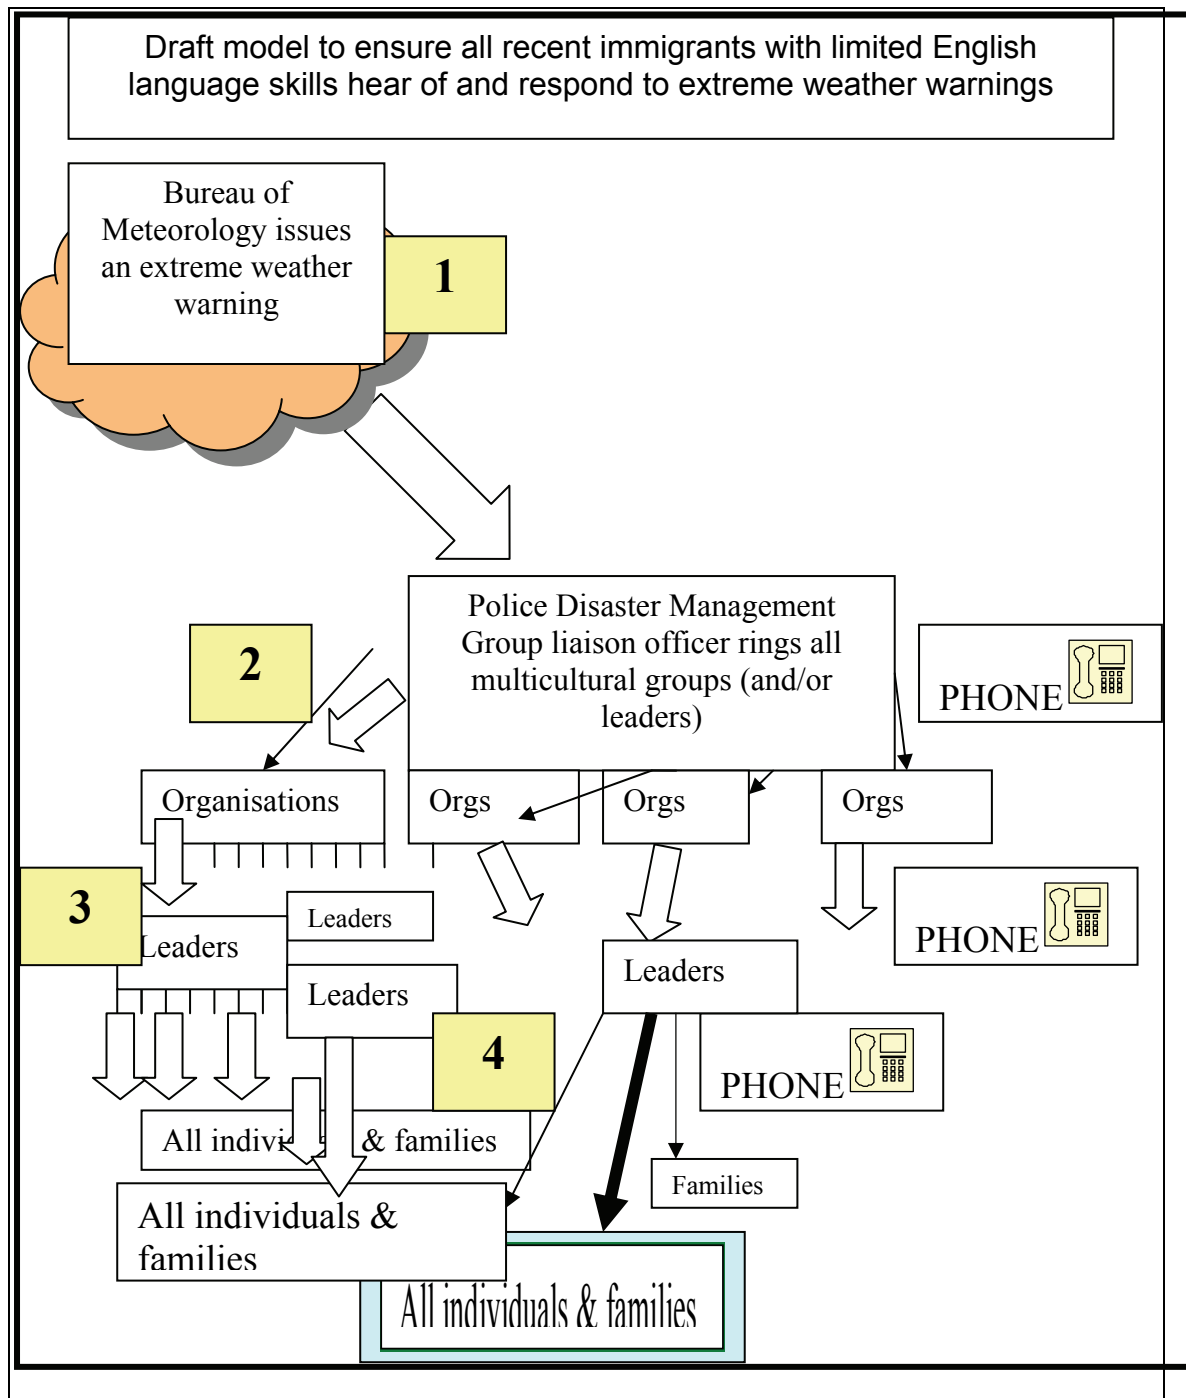 Draft model to ensure all recent immigrants with limited English
language skills hear of and respond to extreme weather warnings
Bureau of
Meteorology issues
an extreme weather
warning
1
Police Disaster Management
Group liaison officer rings all
multicultural groups (and/or
leaders)
2
PHONE
Organisations
Orgs
Orgs
Orgs
3
Leaders
Leaders
Leaders
Leaders
PHONE
4
PHONE
All & families
Families
All individuals &
families
All individuals & families